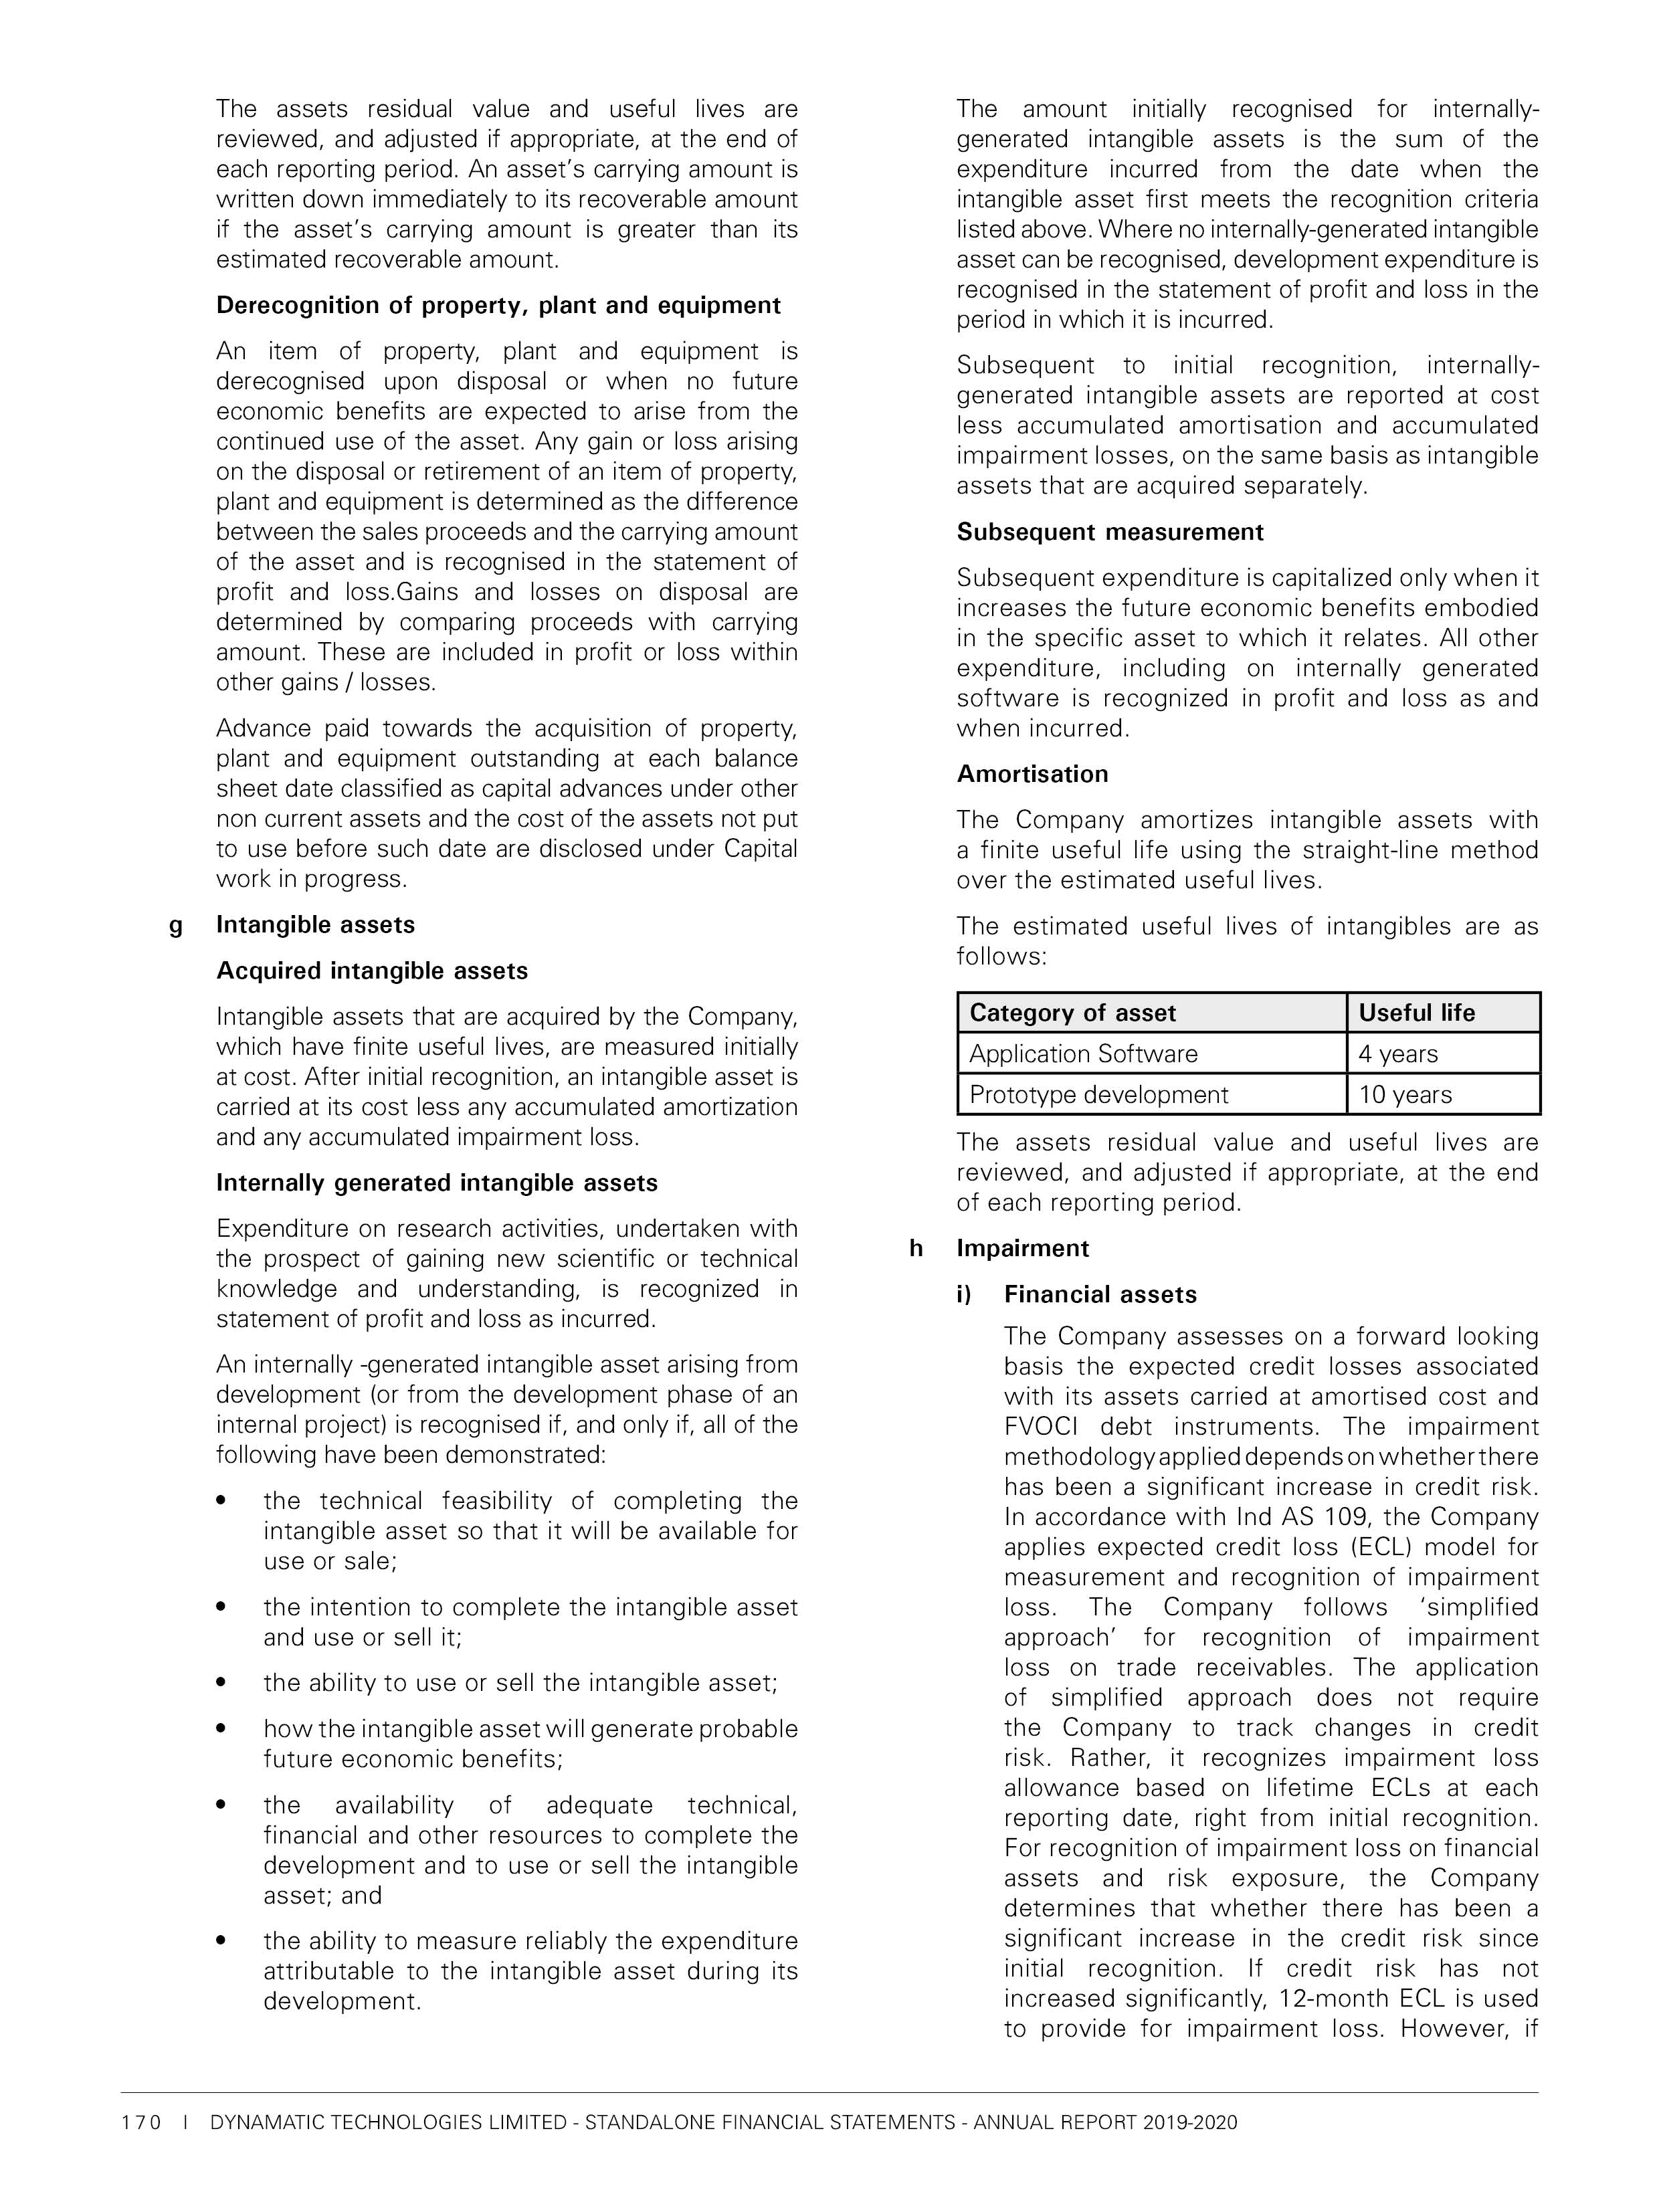 The assets residual value and useful lives are
reviewed, and adjusted if appropriate, at the end of
each reporting period. An asset’s carrying amount is
written down immediately to its recoverable amount
if the asset’s carrying amount is greater than its
estimated recoverable amount.
Derecognition of property, plant and equipment
An item of property, plant and equipment is
derecognised upon disposal or when no future
economic benefits are expected to arise from the
continued use of the asset. Any gain or loss arising
on the disposal or retirement of an item of property,
plant and equipment is determined as the difference
between the sales proceeds and the carrying amount
of the asset and is recognised in the statement of
profit and loss.Gains and losses on disposal are
determined by comparing proceeds with carrying
amount. These are included in profit or loss within
other gains / losses.
Advance paid towards the acquisition of property,
plant and equipment outstanding at each balance
sheet date classified as capital advances under other
non current assets and the cost of the assets not put
to use before such date are disclosed under Capital
work in progress.
g Intangible assets
Acquired intangible assets
Intangible assets that are acquired by the Company,
which have finite useful lives, are measured initially
at cost. After initial recognition, an intangible asset is
carried at its cost less any accumulated amortization
and any accumulated impairment loss.
Internally generated intangible assets
Expenditure on research activities, undertaken with
the prospect of gaining new scientific or technical
knowledge and understanding, is recognized in
statement of profit and loss as incurred.
An internally -generated intangible asset arising from
development (or from the development phase of an
internal project) is recognised if, and only if, all of the
following have been demonstrated:
• the technical feasibility of completing the
intangible asset so that it will be available for
use or sale;
• the intention to complete the intangible asset
and use or sell it;
• the ability to use or sell the intangible asset;
• how the intangible asset will generate probable
future economic benefits;
• the availability of adequate technical,
financial and other resources to complete the
development and to use or sell the intangible
asset; and
• the ability to measure reliably the expenditure
attributable to the intangible asset during its
development.
The amount initially recognised for internally-
generated intangible assets is the sum of the
expenditure incurred from the date when the
intangible asset first meets the recognition criteria
listed above. Where no internally-generated intangible
asset can be recognised, development expenditure is
recognised in the statement of profit and loss in the
period in which it is incurred.
Subsequent to initial recognition, internally-
generated intangible assets are reported at cost
less accumulated amortisation and accumulated
impairment losses, on the same basis as intangible
assets that are acquired separately.
Subsequent measurement
Subsequent expenditure is capitalized only when it
increases the future economic benefits embodied
in the specific asset to which it relates. All other
expenditure, including on internally generated
software is recognized in profit and loss as and
when incurred.
Amortisation
The Company amortizes intangible assets with
a finite useful life using the straight-line method
over the estimated useful lives.
The estimated useful lives of intangibles are as
follows:
Category of asset Useful life
Application Software 4 years
Prototype development 10 years
The assets residual value and useful lives are
reviewed, and adjusted if appropriate, at the end
of each reporting period.
h Impairment
i) Financial assets
The Company assesses on a forward looking
basis the expected credit losses associated
with its assets carried at amortised cost and
FVOCI debt instruments. The impairment
methodology applied depends on whether there
has been a significant increase in credit risk.
In accordance with Ind AS 109, the Company
applies expected credit loss (ECL) model for
measurement and recognition of impairment
loss. The Company follows ‘simplified
approach’ for recognition of impairment
loss on trade receivables. The application
of simplified approach does not require
the Company to track changes in credit
risk. Rather, it recognizes impairment loss
allowance based on lifetime ECLs at each
reporting date, right from initial recognition.
For recognition of impairment loss on financial
assets and risk exposure, the Company
determines that whether there has been a
significant increase in the credit risk since
initial recognition. If credit risk has not
increased significantly, 12-month ECL is used
to provide for impairment loss. However, if
170 I DYNAMATIC TECHNOLOGIES LIMITED - STANDALONE FINANCIAL STATEMENTS - ANNUAL REPORT 2019-2020